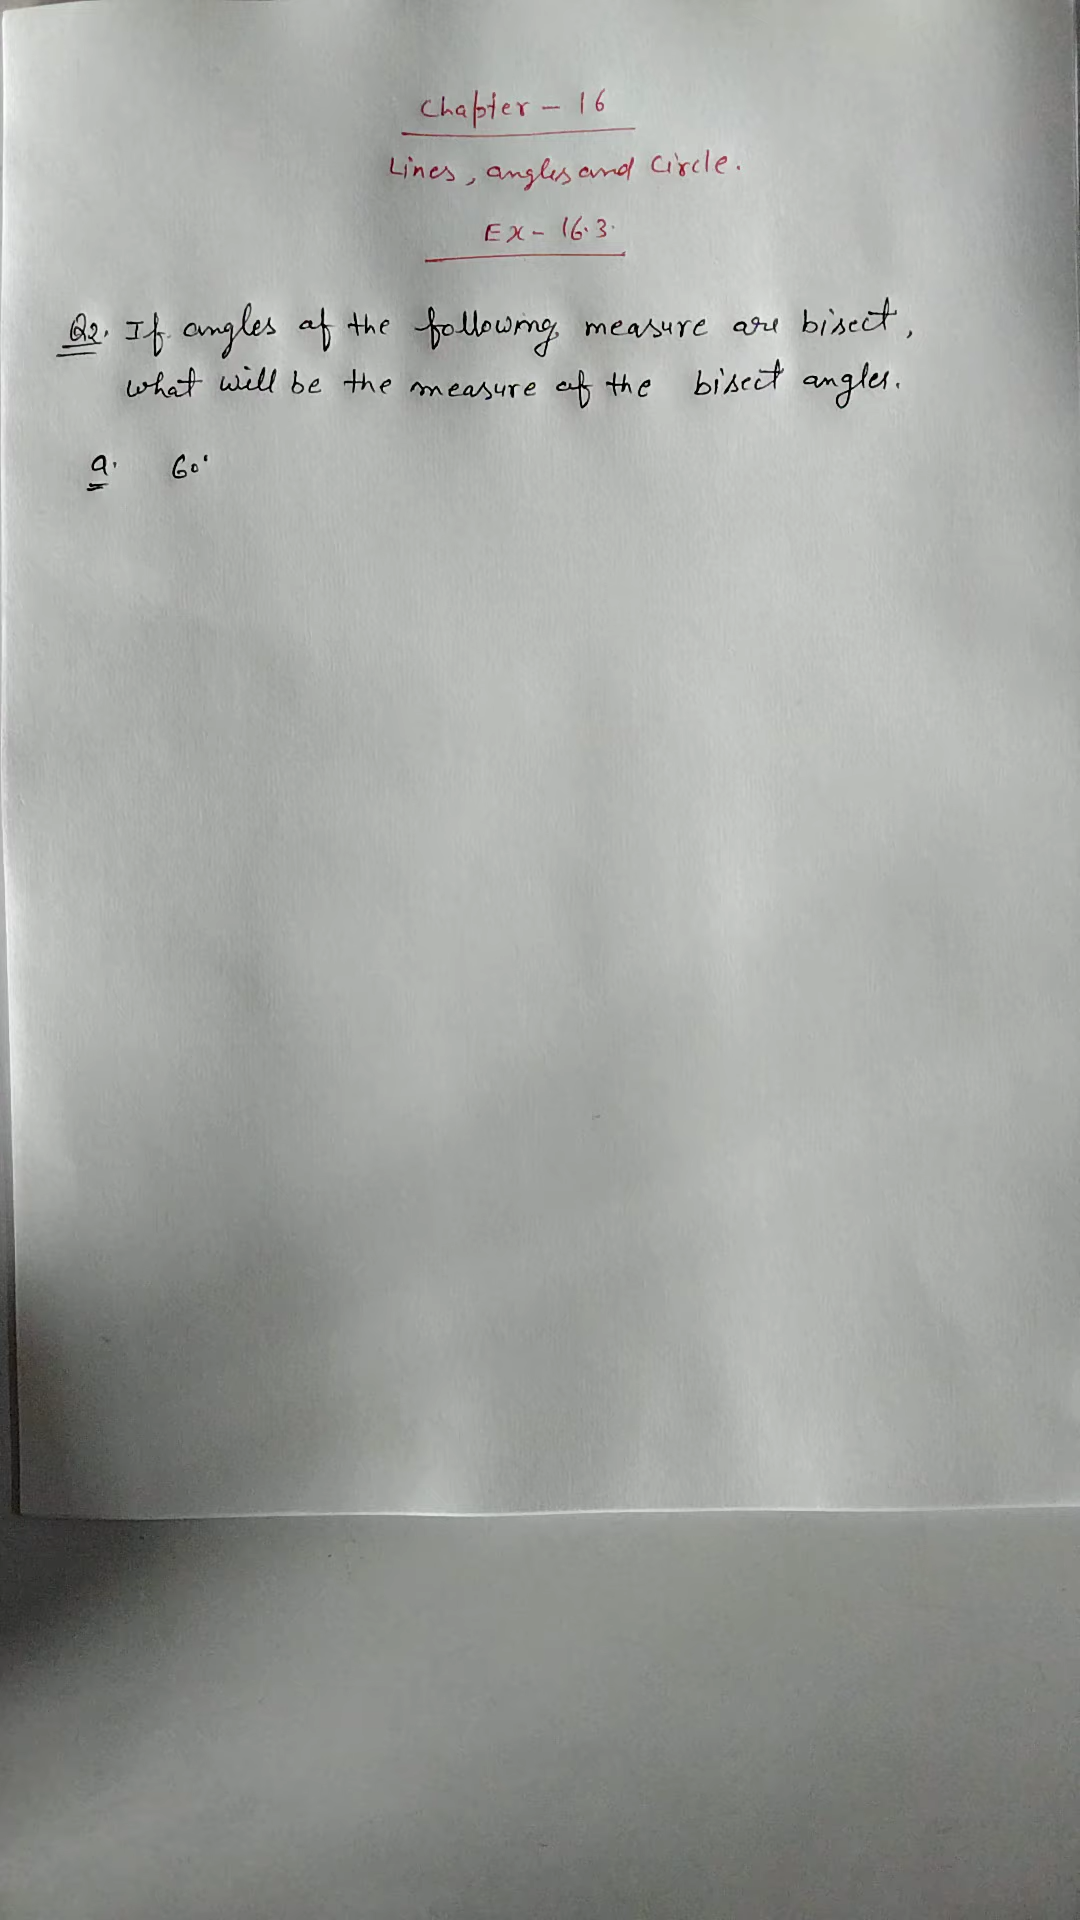 Chapter - 16
Lines, angles and Circle.
EX - 16.3.
Q2. If angles of the following measure are bisect,
what will be the measure of the bisect angles.
a. 60°